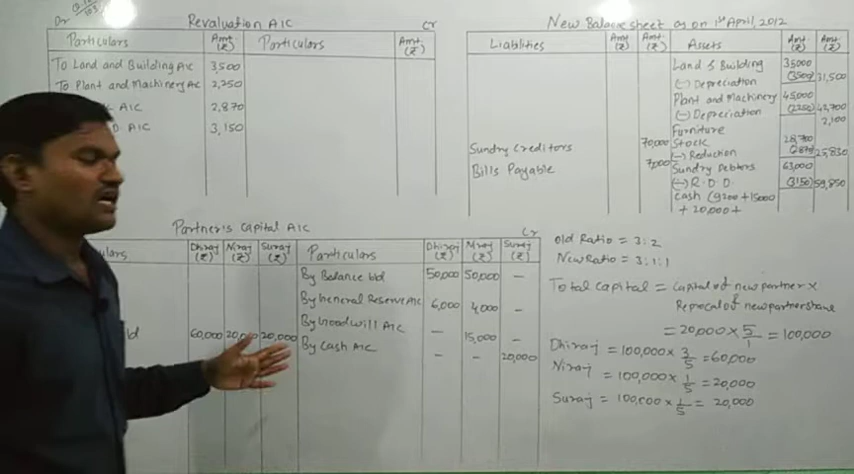 Dr
Revaluation A/C
Cr
Particulars Amt (₹) Particulars Amt (₹)
To Land and Building A/c 3,500
To Plant and Machinery A/c 2,250
A/C 2,870
D A/C 3,150
New Balance sheet as on 1st April, 2012
Liablities Amt (₹) Amt (₹) Assets Amt (₹) Amt (₹)
Land & Building 35000
(-) Depreciation (3500) 31,500
Plant and Machinery 45,000
(-) Depreciation (2250) 42,700
Furniture 2,100
Sundry Creditors 70,000 Stock 28,700
(-) Reduction (2870) 25,830
Bills Payable 7,000 Sundry Debtors 63,000
(-) R.D.D. (3150) 59,850
Cash (9200 + 15000
+ 20,000 +
Partner's Capital A/C
Cr
ulars Dhiraj (₹) Niraj (₹) Suraj (₹) Particulars Dhiraj (₹) Niraj (₹) Suraj (₹)
By Balance b/d 50,000 50,000 -
By General Reserve A/c 6,000 4,000 -
By Goodwill A/C - 15,000 -
/d 60,000 20,000 20,000 By Cash A/C - - 20,000
Old Ratio = 3:2
New Ratio = 3:1:1
Total Capital = Capital of new partner ×
Reprocal of new partner share
= 20,000 × 5/1 = 100,000
Dhiraj = 100,000 × 3/5 = 60,000
Niraj = 100,000 × 1/5 = 20,000
Suraj = 100,000 × 1/5 = 20,000